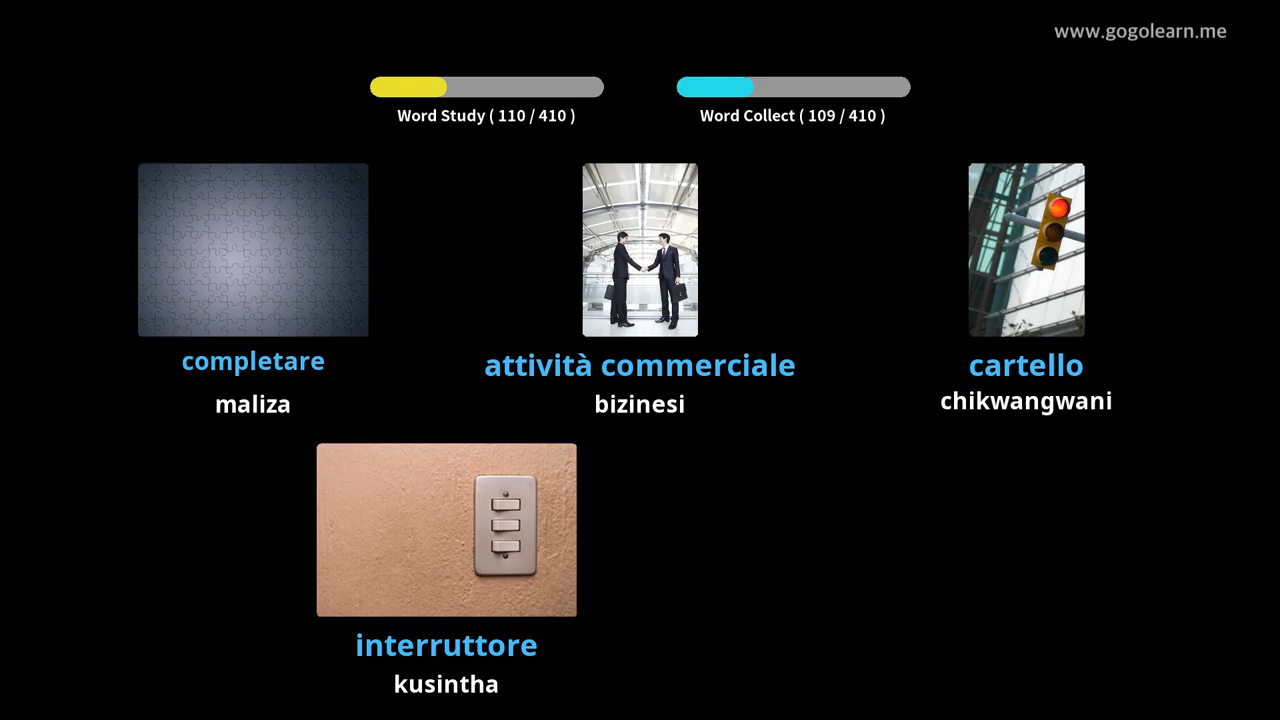 www.gogolearn.me
Word Study ( 110 / 410 )
Word Collect ( 109 / 410 )
completare
maliza
attività commerciale
bizinesi
cartello
chikwangwani
interruttore
kusintha